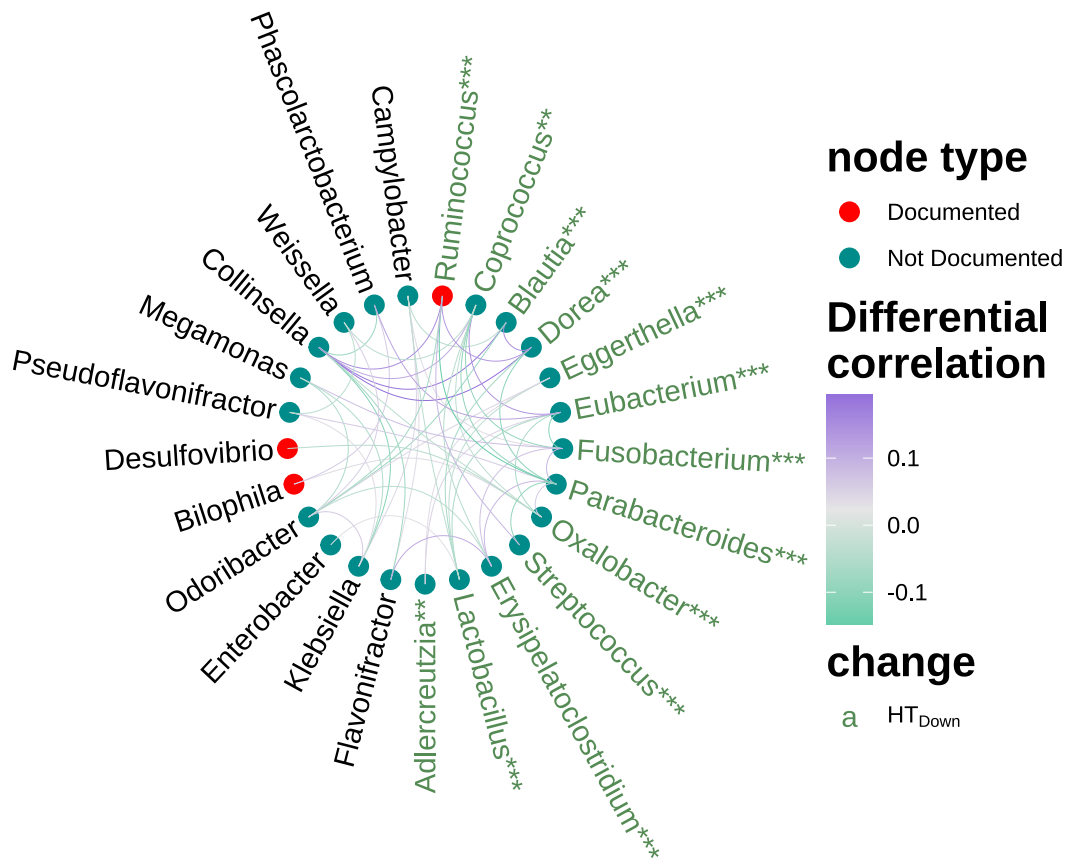 Phascolarctobacterium
Campylobacter
Ruminococcus***
Coprococcus**
Blautia***
Dorea***
Eggerthella***
Eubacterium***
Fusobacterium***
Parabacteroides***
Oxalobacter***
Streptococcus***
Erysipelatoclostridium***
Lactobacillus***
Adlercreutzia**
Flavonifractor
Klebsiella
Enterobacter
Odoribacter
Bilophila
Desulfovibrio
Pseudoflavonifractor
Megamonas
Collinsella
Weissella
node type
Documented
Not Documented
Differential
correlation
0.1
0.0
-0.1
change
a HT_Down